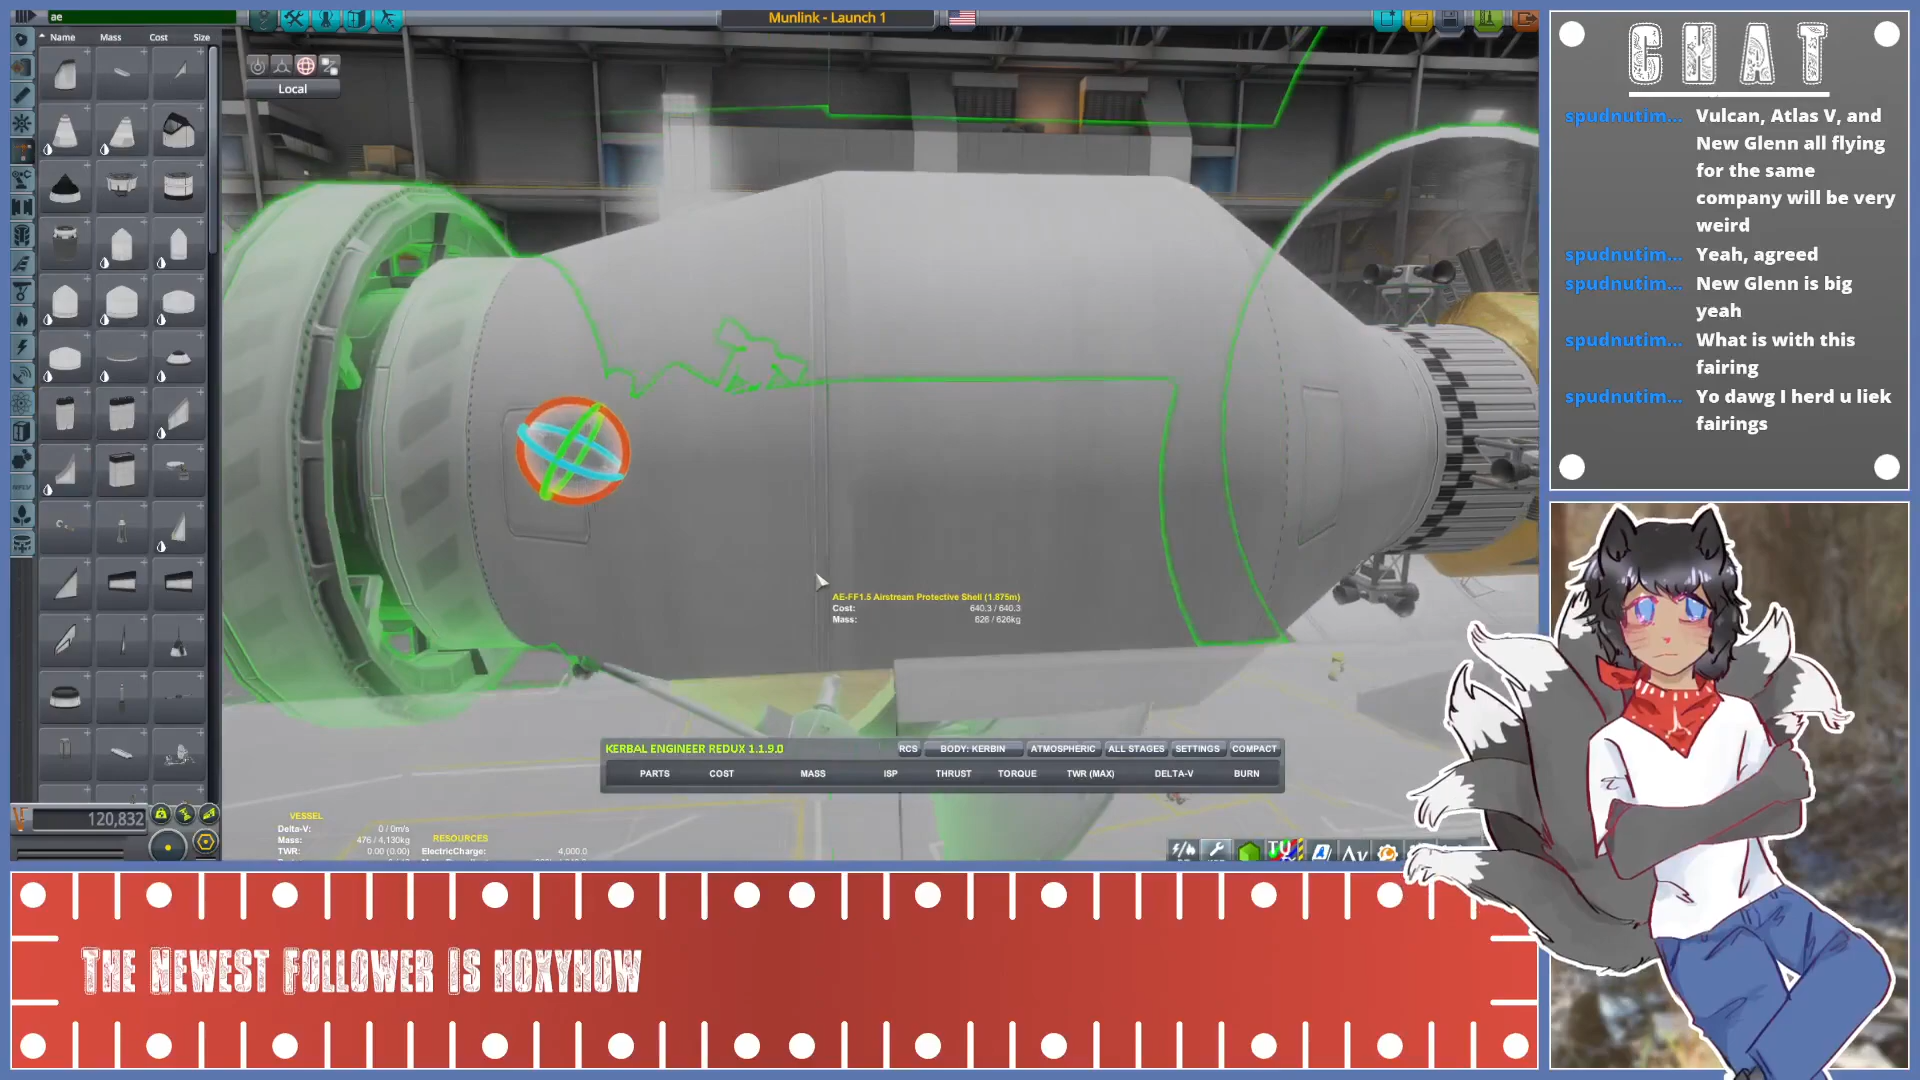 ae
Munlink - Launch 1
Name Mass Cost Size
Local
CHAT
spudnutim... Vulcan, Atlas V, and
New Glenn all flying
for the same
company will be very
weird
spudnutim... Yeah, agreed
spudnutim... New Glenn is big
yeah
spudnutim... What is with this
fairing
spudnutim... Yo dawg I herd u liek
fairings
AE-FF1.5 Airstream Protective Shell (1.875m)
Cost: 640.3 / 640.3
Mass: 626 / 626kg
KERBAL ENGINEER REDUX 1.1.9.0 RCS BODY: KERBIN ATMOSPHERIC ALL STAGES SETTINGS COMPACT
PARTS COST MASS ISP THRUST TORQUE TWR (MAX) DELTA-V BURN
120,832
VESSEL
Delta-V: 0 / 0m/s
Mass: 476 / 4,130kg
TWR: 0.00 (0.00)
RESOURCES
ElectricCharge: 4,000.0
The Newest Follower Is noxyhow